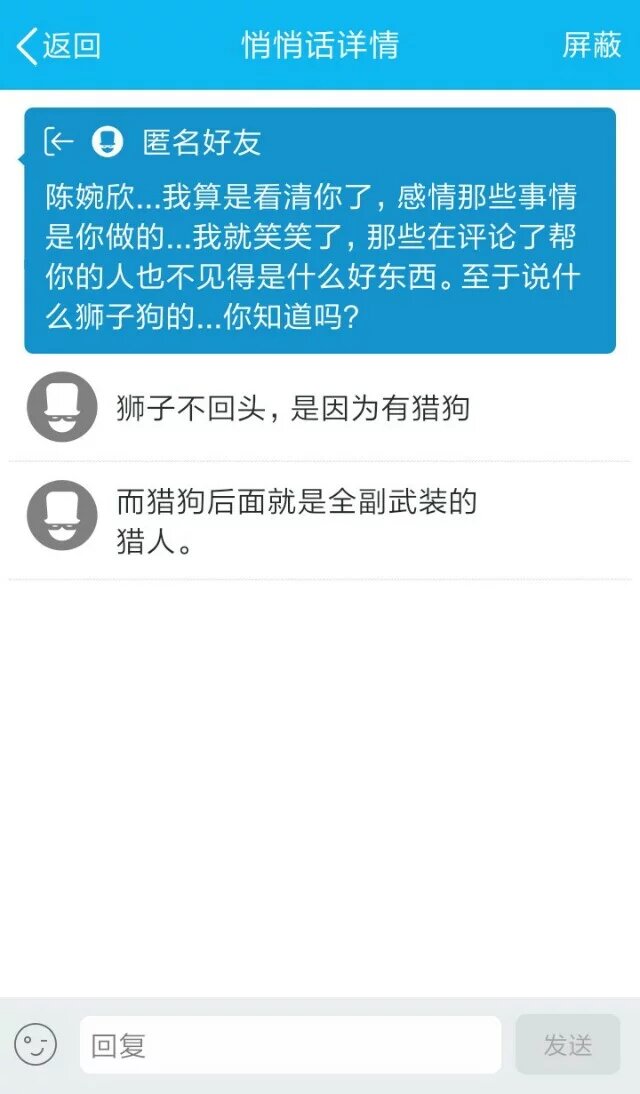 返回
悄悄话详情
屏蔽
匿名好友
陈婉欣...我算是看清你了，感情那些事情
是你做的...我就笑笑了，那些在评论了帮
你的人也不见得是什么好东西。至于说什
么狮子狗的...你知道吗？
狮子不回头，是因为有猎狗
而猎狗后面就是全副武装的
猎人。
回复
发送